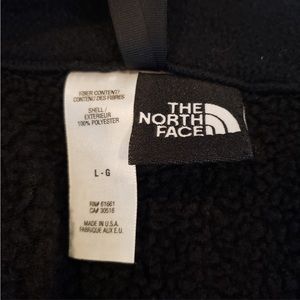 FIBER CONTENT/
CONTENU DES FIBRES
SHELL /
EXTERIEUR
100% POLYESTER
L - G
RN# 61661
CA# 30516
MADE IN U.S.A.
FABRIQUE AUX E.U.
THE
NORTH
FACE